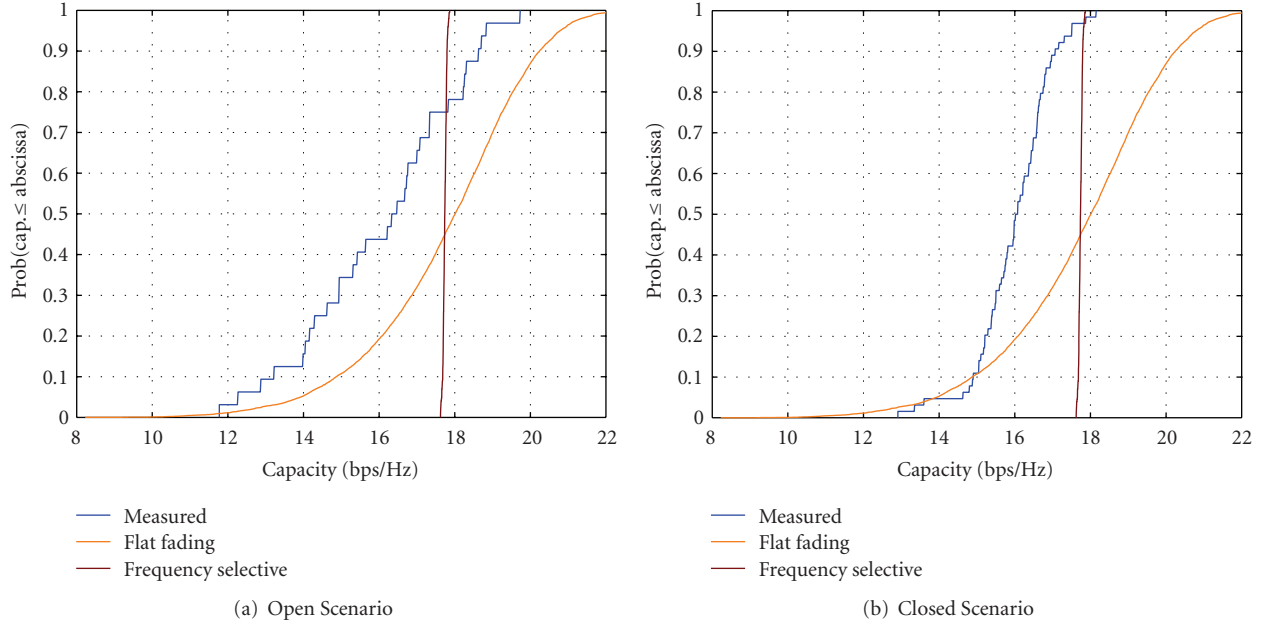 1
0.9
0.8
0.7
0.6
0.5
0.4
0.3
0.2
0.1
0
Prob(cap.≤ abscissa)
8 10 12 14 16 18 20 22
Capacity (bps/Hz)
Measured
Flat fading
Frequency selective
(a) Open Scenario
1
0.9
0.8
0.7
0.6
0.5
0.4
0.3
0.2
0.1
0
Prob(cap.≤ abscissa)
8 10 12 14 16 18 20 22
Capacity (bps/Hz)
Measured
Flat fading
Frequency selective
(b) Closed Scenario